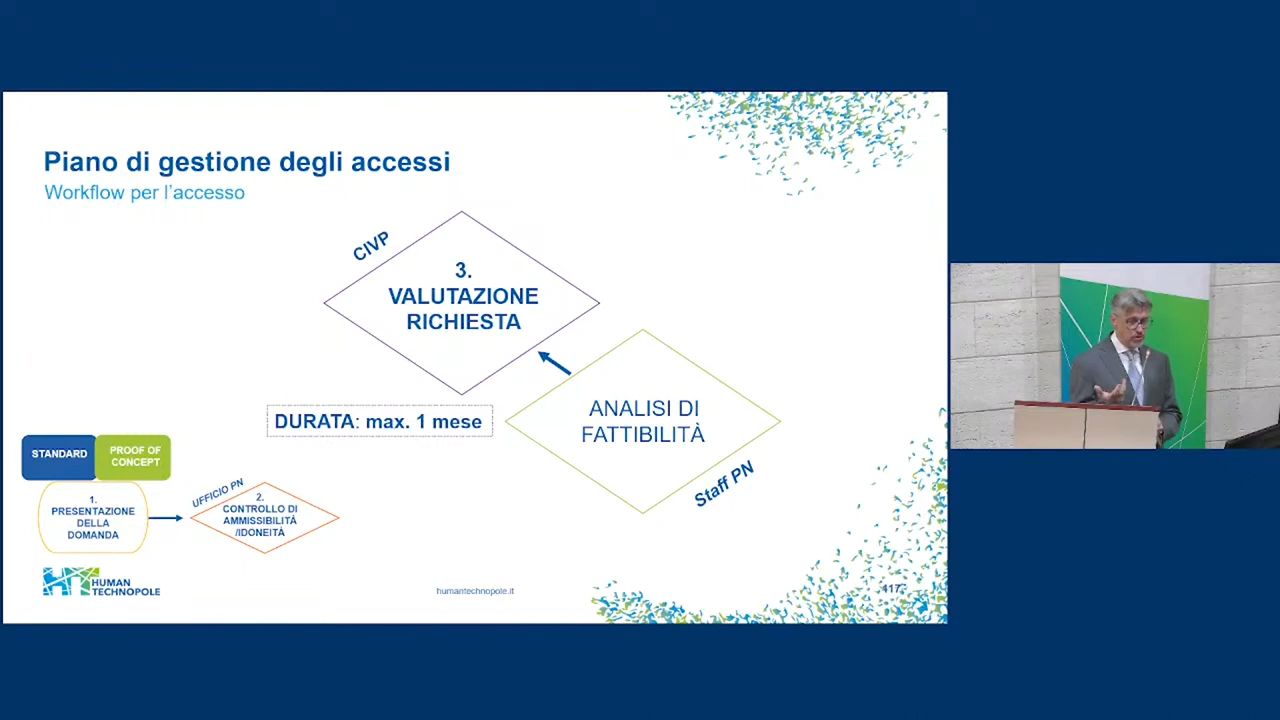 Piano di gestione degli accessi
Workflow per l'accesso
CIVP
3.
VALUTAZIONE
RICHIESTA
ANALISI DI
FATTIBILITÀ
Staff PN
DURATA: max. 1 mese
STANDARD
PROOF OF
CONCEPT
1.
PRESENTAZIONE
DELLA
DOMANDA
UFFICIO PN
2.
CONTROLLO DI
AMMISSIBILITÀ
/IDONEITÀ
HUMAN
TECHNOPOLE
humantechnopole.it